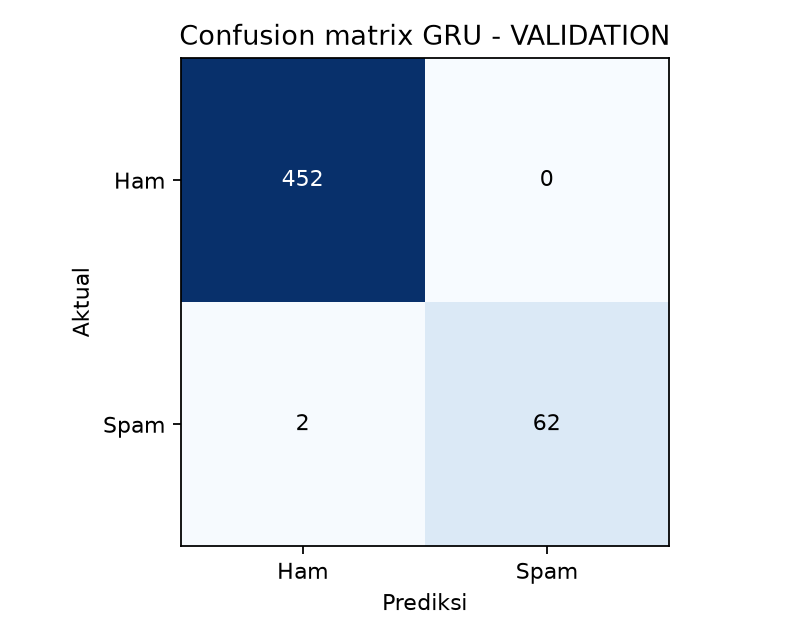 Confusion matrix GRU - VALIDATION
Ham
452
0
Aktual
Spam
2
62
Ham
Spam
Prediksi